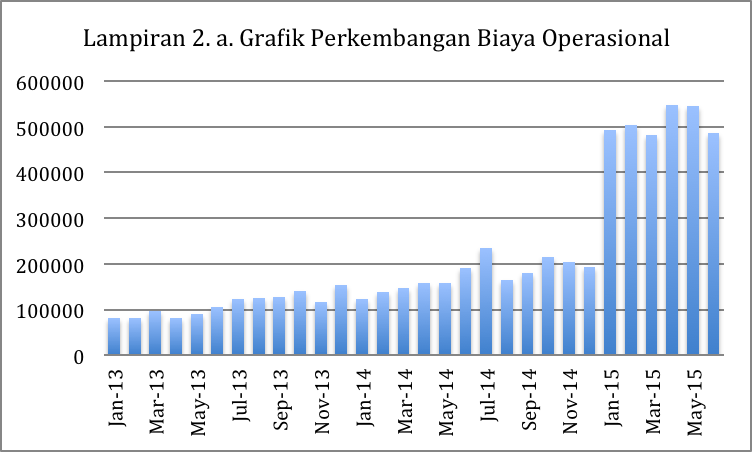 Lampiran 2. a. Grafik Perkembangan Biaya Operasional
600000
500000
400000
300000
200000
100000
0
Jan-13
Mar-13
May-13
Jul-13
Sep-13
Nov-13
Jan-14
Mar-14
May-14
Jul-14
Sep-14
Nov-14
Jan-15
Mar-15
May-15